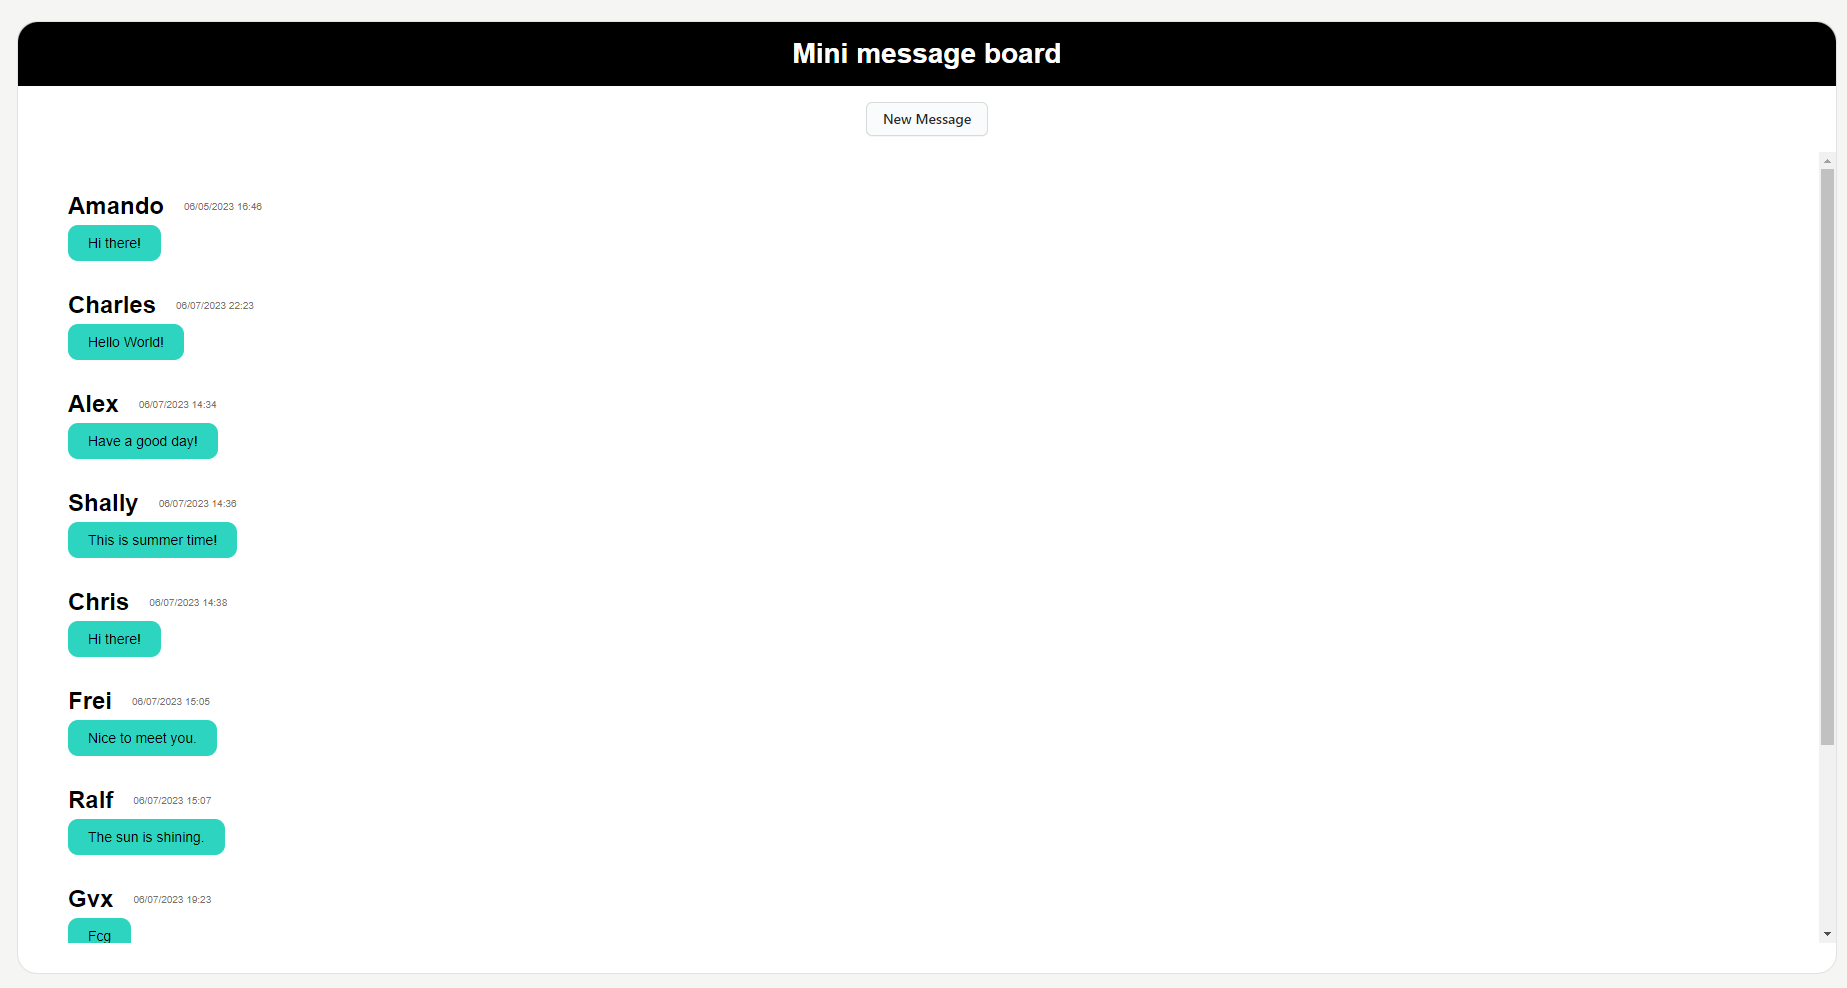 Mini message board
New Message
Amando 06/05/2023 16:46
Hi there!
Charles 06/07/2023 22:23
Hello World!
Alex 06/07/2023 14:34
Have a good day!
Shally 06/07/2023 14:36
This is summer time!
Chris 06/07/2023 14:38
Hi there!
Frei 06/07/2023 15:05
Nice to meet you.
Ralf 06/07/2023 15:07
The sun is shining.
Gvx 06/07/2023 19:23
Fcg